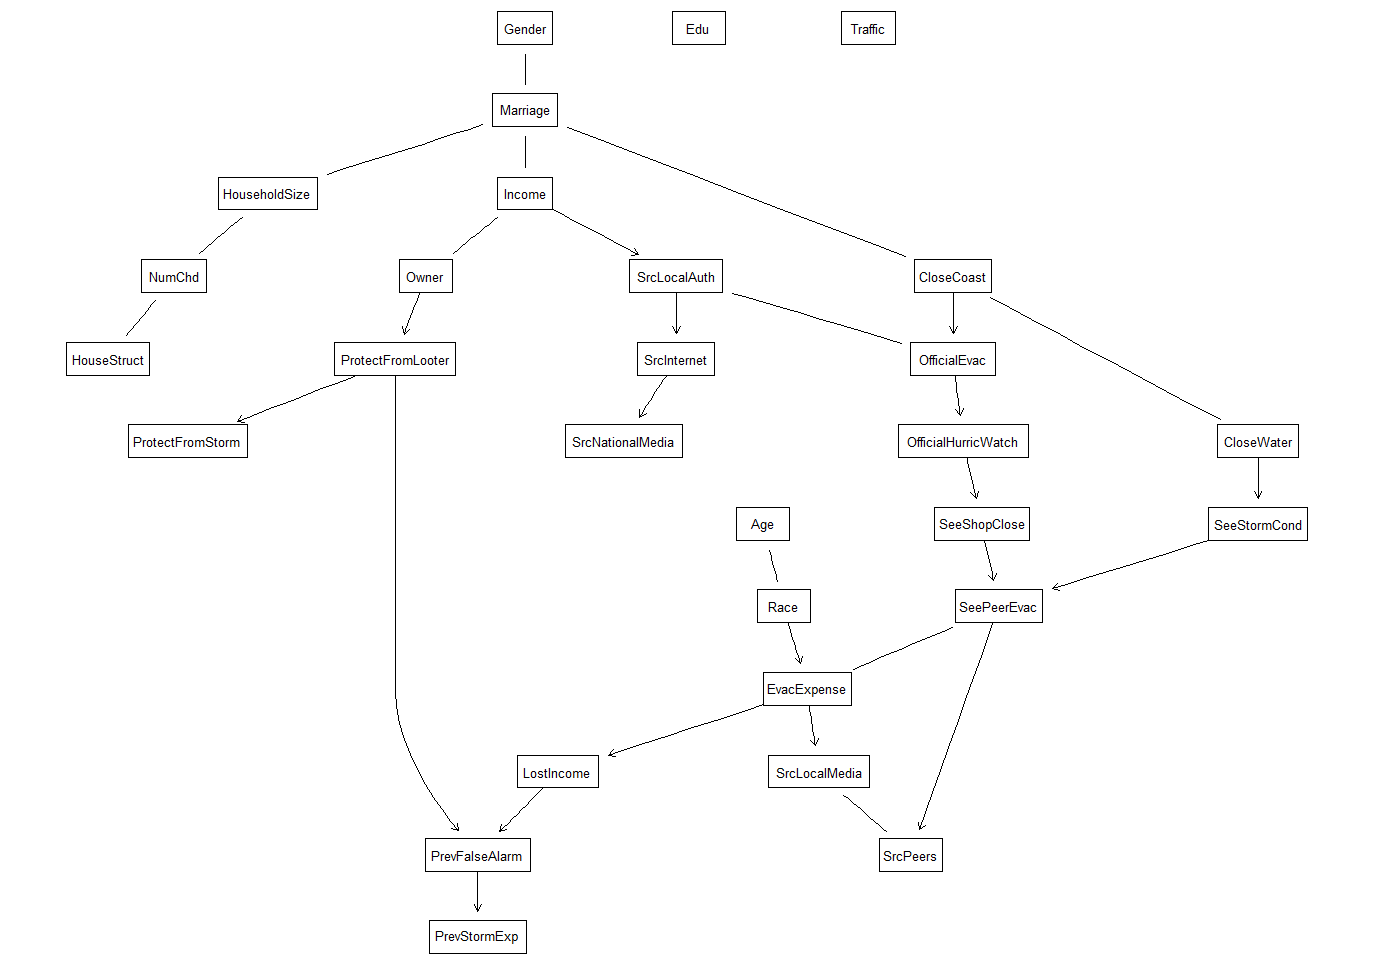 Gender
Edu
Traffic
Marriage
HouseholdSize
Income
NumChd
Owner
SrcLocalAuth
CloseCoast
HouseStruct
ProtectFromLooter
SrcInternet
OfficialEvac
ProtectFromStorm
SrcNationalMedia
OfficialHurricWatch
CloseWater
Age
SeeShopClose
SeeStormCond
Race
SeePeerEvac
EvacExpense
LostIncome
SrcLocalMedia
PrevFalseAlarm
SrcPeers
PrevStormExp